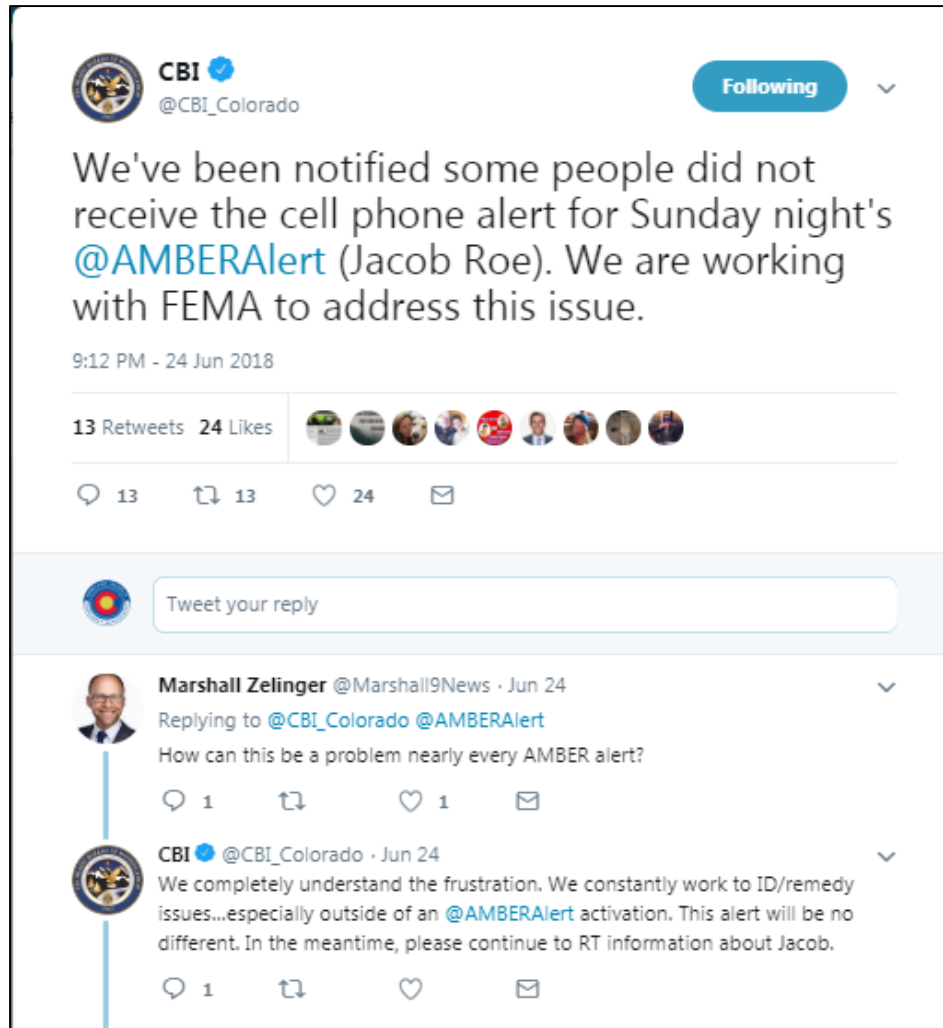 CBI
Following
@CBI_Colorado
We've been notified some people did not
receive the cell phone alert for Sunday night's
@AMBERAlert (Jacob Roe). We are working
with FEMA to address this issue.
9:12 PM - 24 Jun 2018
13 Retweets 24 Likes
13 13 24
Tweet your reply
Marshall Zelinger @Marshall9News · Jun 24
Replying to @CBI_Colorado @AMBERAlert
How can this be a problem nearly every AMBER alert?
1 1
CBI @CBI_Colorado · Jun 24
We completely understand the frustration. We constantly work to ID/remedy
issues...especially outside of an @AMBERAlert activation. This alert will be no
different. In the meantime, please continue to RT information about Jacob.
1